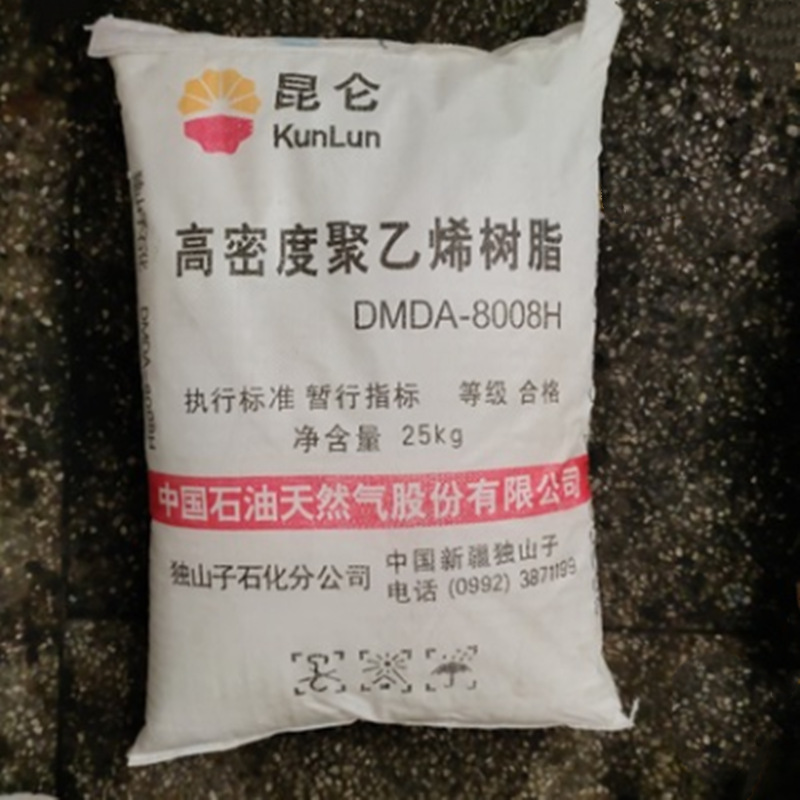 昆仑
KunLun
高密度聚乙烯树脂
DMDA-8008H
执行标准 暂行指标 等级 合格
净含量 25kg
中国石油天然气股份有限公司
独山子石化分公司
中国新疆独山子
电话 (0992) 3871199
DMDA-8008H